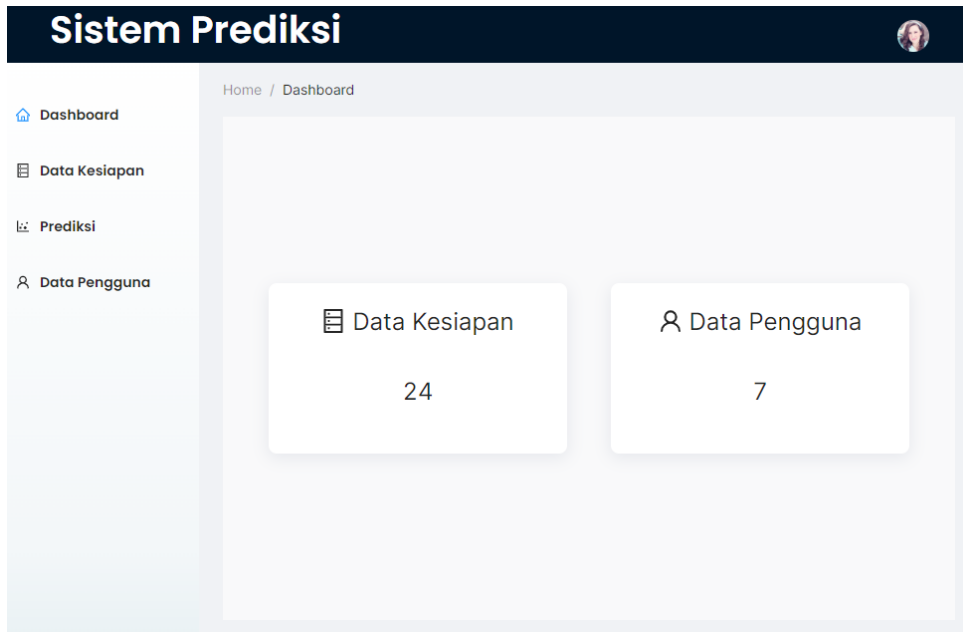 Sistem Prediksi
Home / Dashboard
Dashboard
Data Kesiapan
Prediksi
Data Pengguna
Data Kesiapan
24
Data Pengguna
7